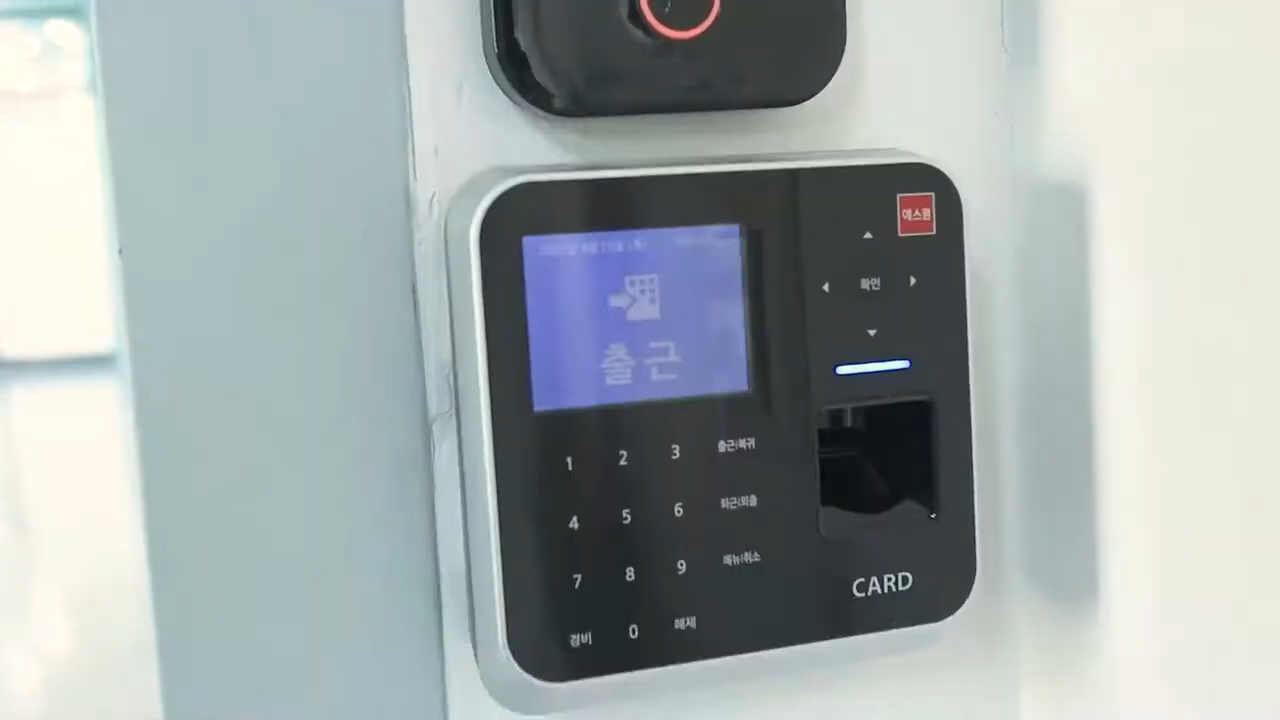 에스원
확인
출근
1 2 3 출근|복귀
4 5 6 퇴근|외출
7 8 9 메뉴|취소
경비 0 해제
CARD